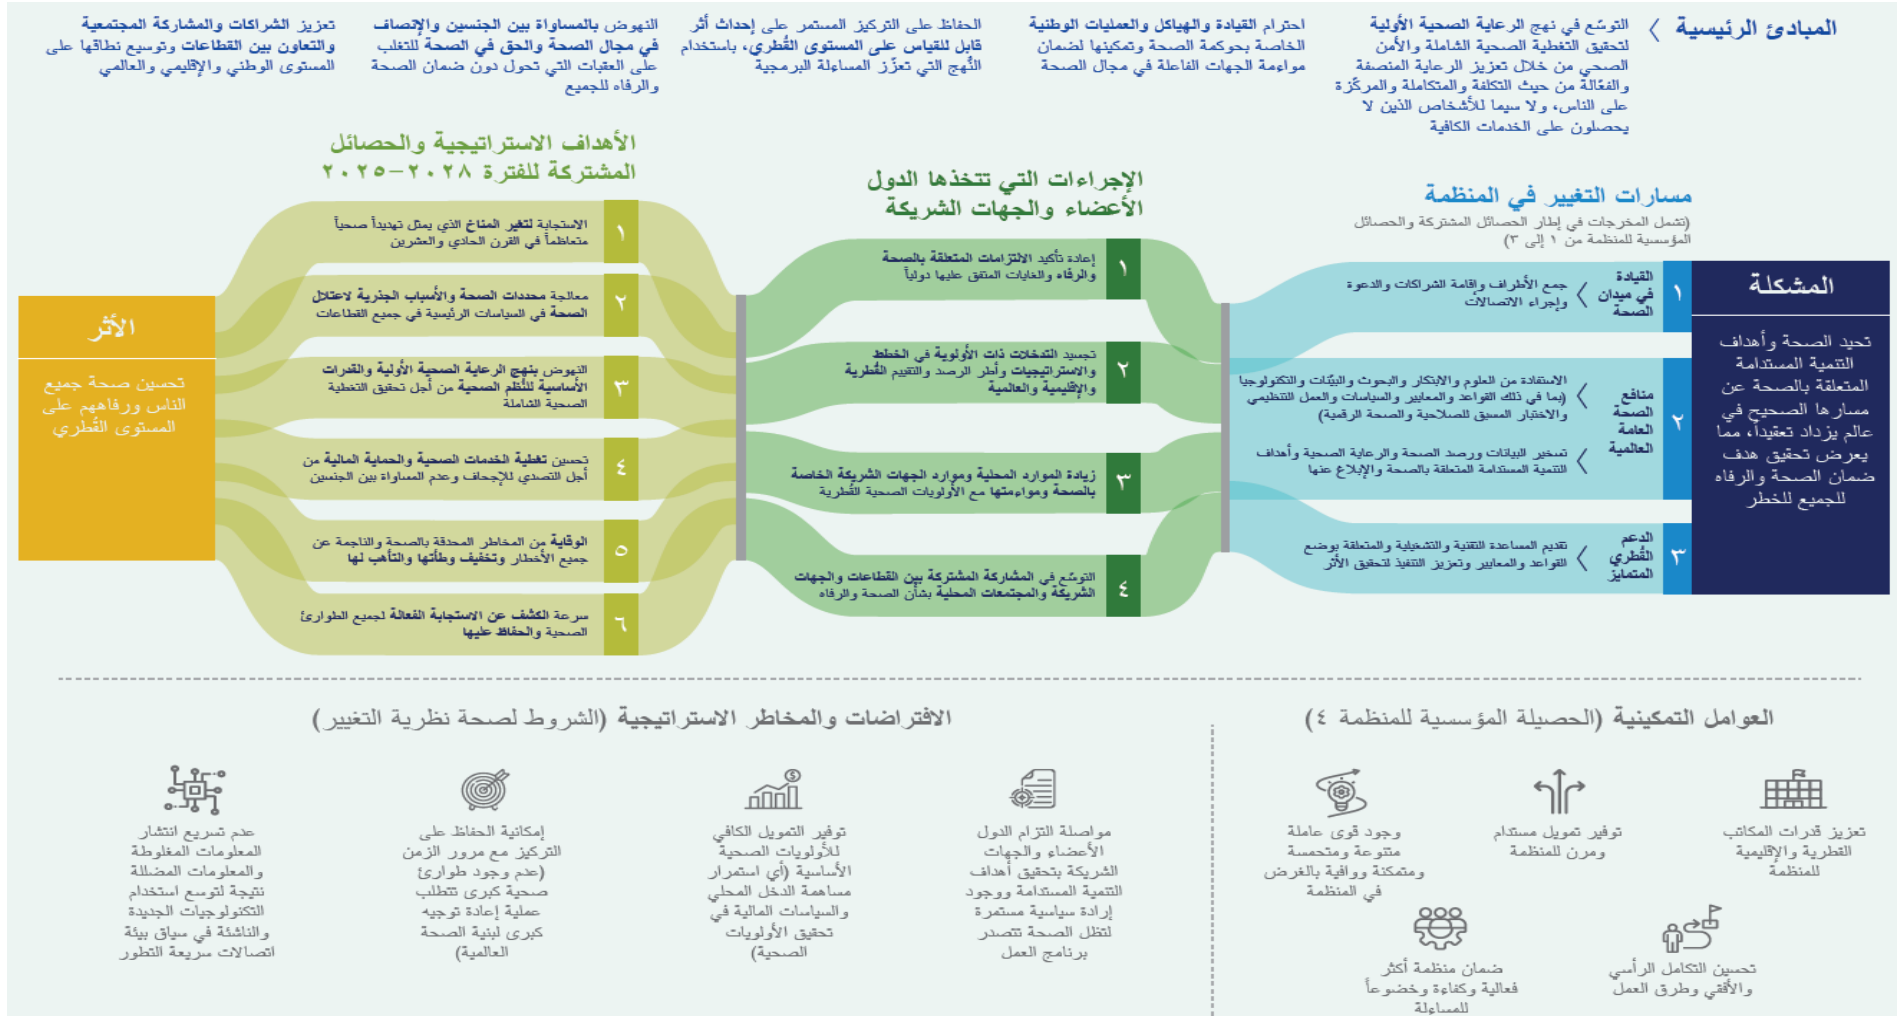 المبادئ الرئيسية
التوسّع في نهج الرعاية الصحية الأولية
لتحقيق التغطية الصحية الشاملة والأمن
الصحي من خلال تعزيز الرعاية المنصفة
والفعّالة من حيث التكلفة والمتكاملة والمركّزة
على الناس، ولا سيما للأشخاص الذين لا
يحصلون على الخدمات الكافية
احترام القيادة والهياكل والعمليات الوطنية
الخاصة بحوكمة الصحة وتمكينها لضمان
مواءمة الجهات الفاعلة في مجال الصحة
الحفاظ على التركيز المستمر على إحداث أثر
قابل للقياس على المستوى القُطري، باستخدام
النُّهج التي تعزّز المساءلة البرمجية
النهوض بالمساواة بين الجنسين والإنصاف
في مجال الصحة والحق في الصحة للتغلب
على العقبات التي تحول دون ضمان الصحة
والرفاه للجميع
تعزيز الشراكات والمشاركة المجتمعية
والتعاون بين القطاعات وتوسيع نطاقها على
المستوى الوطني والإقليمي والعالمي
المشكلة
تحيد الصحة وأهداف
التنمية المستدامة
المتعلقة بالصحة عن
مسارها الصحيح في
عالم يزداد تعقيداً، مما
يعرض تحقيق هدف
ضمان الصحة والرفاه
للجميع للخطر
مسارات التغيير في المنظمة
(تشمل المخرجات في إطار الحصائل المشتركة والحصائل
المؤسسية للمنظمة من ١ إلى ٣)
١
القيادة
في ميدان
الصحة
جمع الأطراف وإقامة الشراكات والدعوة
وإجراء الاتصالات
٢
منافع
الصحة
العامة
العالمية
الاستفادة من العلوم والابتكار والبحوث والبيّنات والتكنولوجيا
(بما في ذلك القواعد والمعايير والسياسات والعمل التنظيمي
والاختبار المسبق للصلاحية والصحة الرقمية)
تسخير البيانات ورصد الصحة والرعاية الصحية وأهداف
التنمية المستدامة المتعلقة بالصحة والإبلاغ عنها
٣
الدعم
القُطري
المتمايز
تقديم المساعدة التقنية والتشغيلية والمتعلقة بوضع
القواعد والمعايير وتعزيز التنفيذ لتحقيق الأثر
الإجراءات التي تتخذها الدول
الأعضاء والجهات الشريكة
١
إعادة تأكيد الالتزامات المتعلقة بالصحة
والرفاه والغايات المتفق عليها دولياً
٢
تجسيد التدخلات ذات الأولوية في الخطط
والاستراتيجيات وأطر الرصد والتقييم القُطرية
والإقليمية والعالمية
٣
زيادة الموارد المحلية وموارد الجهات الشريكة الخاصة
بالصحة ومواءمتها مع الأولويات الصحية القُطرية
٤
التوسّع في المشاركة المشتركة بين القطاعات والجهات
الشريكة والمجتمعات المحلية بشأن الصحة والرفاه
الأهداف الاستراتيجية والحصائل
المشتركة للفترة ٢٠٢٨–٢٠٢٥
١
الاستجابة لتغير المناخ الذي يمثل تهديداً صحياً
متعاظماً في القرن الحادي والعشرين
٢
معالجة محددات الصحة والأسباب الجذرية لاعتلال
الصحة في السياسات الرئيسية في جميع القطاعات
٣
النهوض بنهج الرعاية الصحية الأولية والقدرات
الأساسية للنُظم الصحية من أجل تحقيق التغطية
الصحية الشاملة
٤
تحسين تغطية الخدمات الصحية والحماية المالية من
أجل التصدي للإجحاف وعدم المساواة بين الجنسين
٥
الوقاية من المخاطر المحدقة بالصحة والناجمة عن
جميع الأخطار وتخفيف وطأتها والتأهب لها
٦
سرعة الكشف عن الاستجابة الفعالة لجميع الطوارئ
الصحية والحفاظ عليها
الأثر
تحسين صحة جميع
الناس ورفاههم على
المستوى القُطري
العوامل التمكينية (الحصيلة المؤسسية للمنظمة ٤)
تعزيز قدرات المكاتب
القطرية والإقليمية
للمنظمة
توفير تمويل مستدام
ومرن للمنظمة
وجود قوى عاملة
متنوعة ومتحمسة
ومتمكنة ووافية بالغرض
في المنظمة
تحسين التكامل الرأسي
والأفقي وطرق العمل
ضمان منظمة أكثر
فعالية وكفاءة وخضوعاً
للمساءلة
الافتراضات والمخاطر الاستراتيجية (الشروط لصحة نظرية التغيير)
مواصلة التزام الدول
الأعضاء والجهات
الشريكة بتحقيق أهداف
التنمية المستدامة ووجود
إرادة سياسية مستمرة
لتظل الصحة تتصدر
برنامج العمل
توفير التمويل الكافي
للأولويات الصحية
الأساسية (أي استمرار
مساهمة الدخل المحلي
والسياسات المالية في
تحقيق الأولويات
الصحية)
إمكانية الحفاظ على
التركيز مع مرور الزمن
(عدم وجود طوارئ
صحية كبرى تتطلب
عملية إعادة توجيه
كبرى لبنية الصحة
العالمية)
عدم تسريع انتشار
المعلومات المغلوطة
والمعلومات المضللة
نتيجة لتوسع استخدام
التكنولوجيات الجديدة
والناشئة في سياق بيئة
اتصالات سريعة التطور